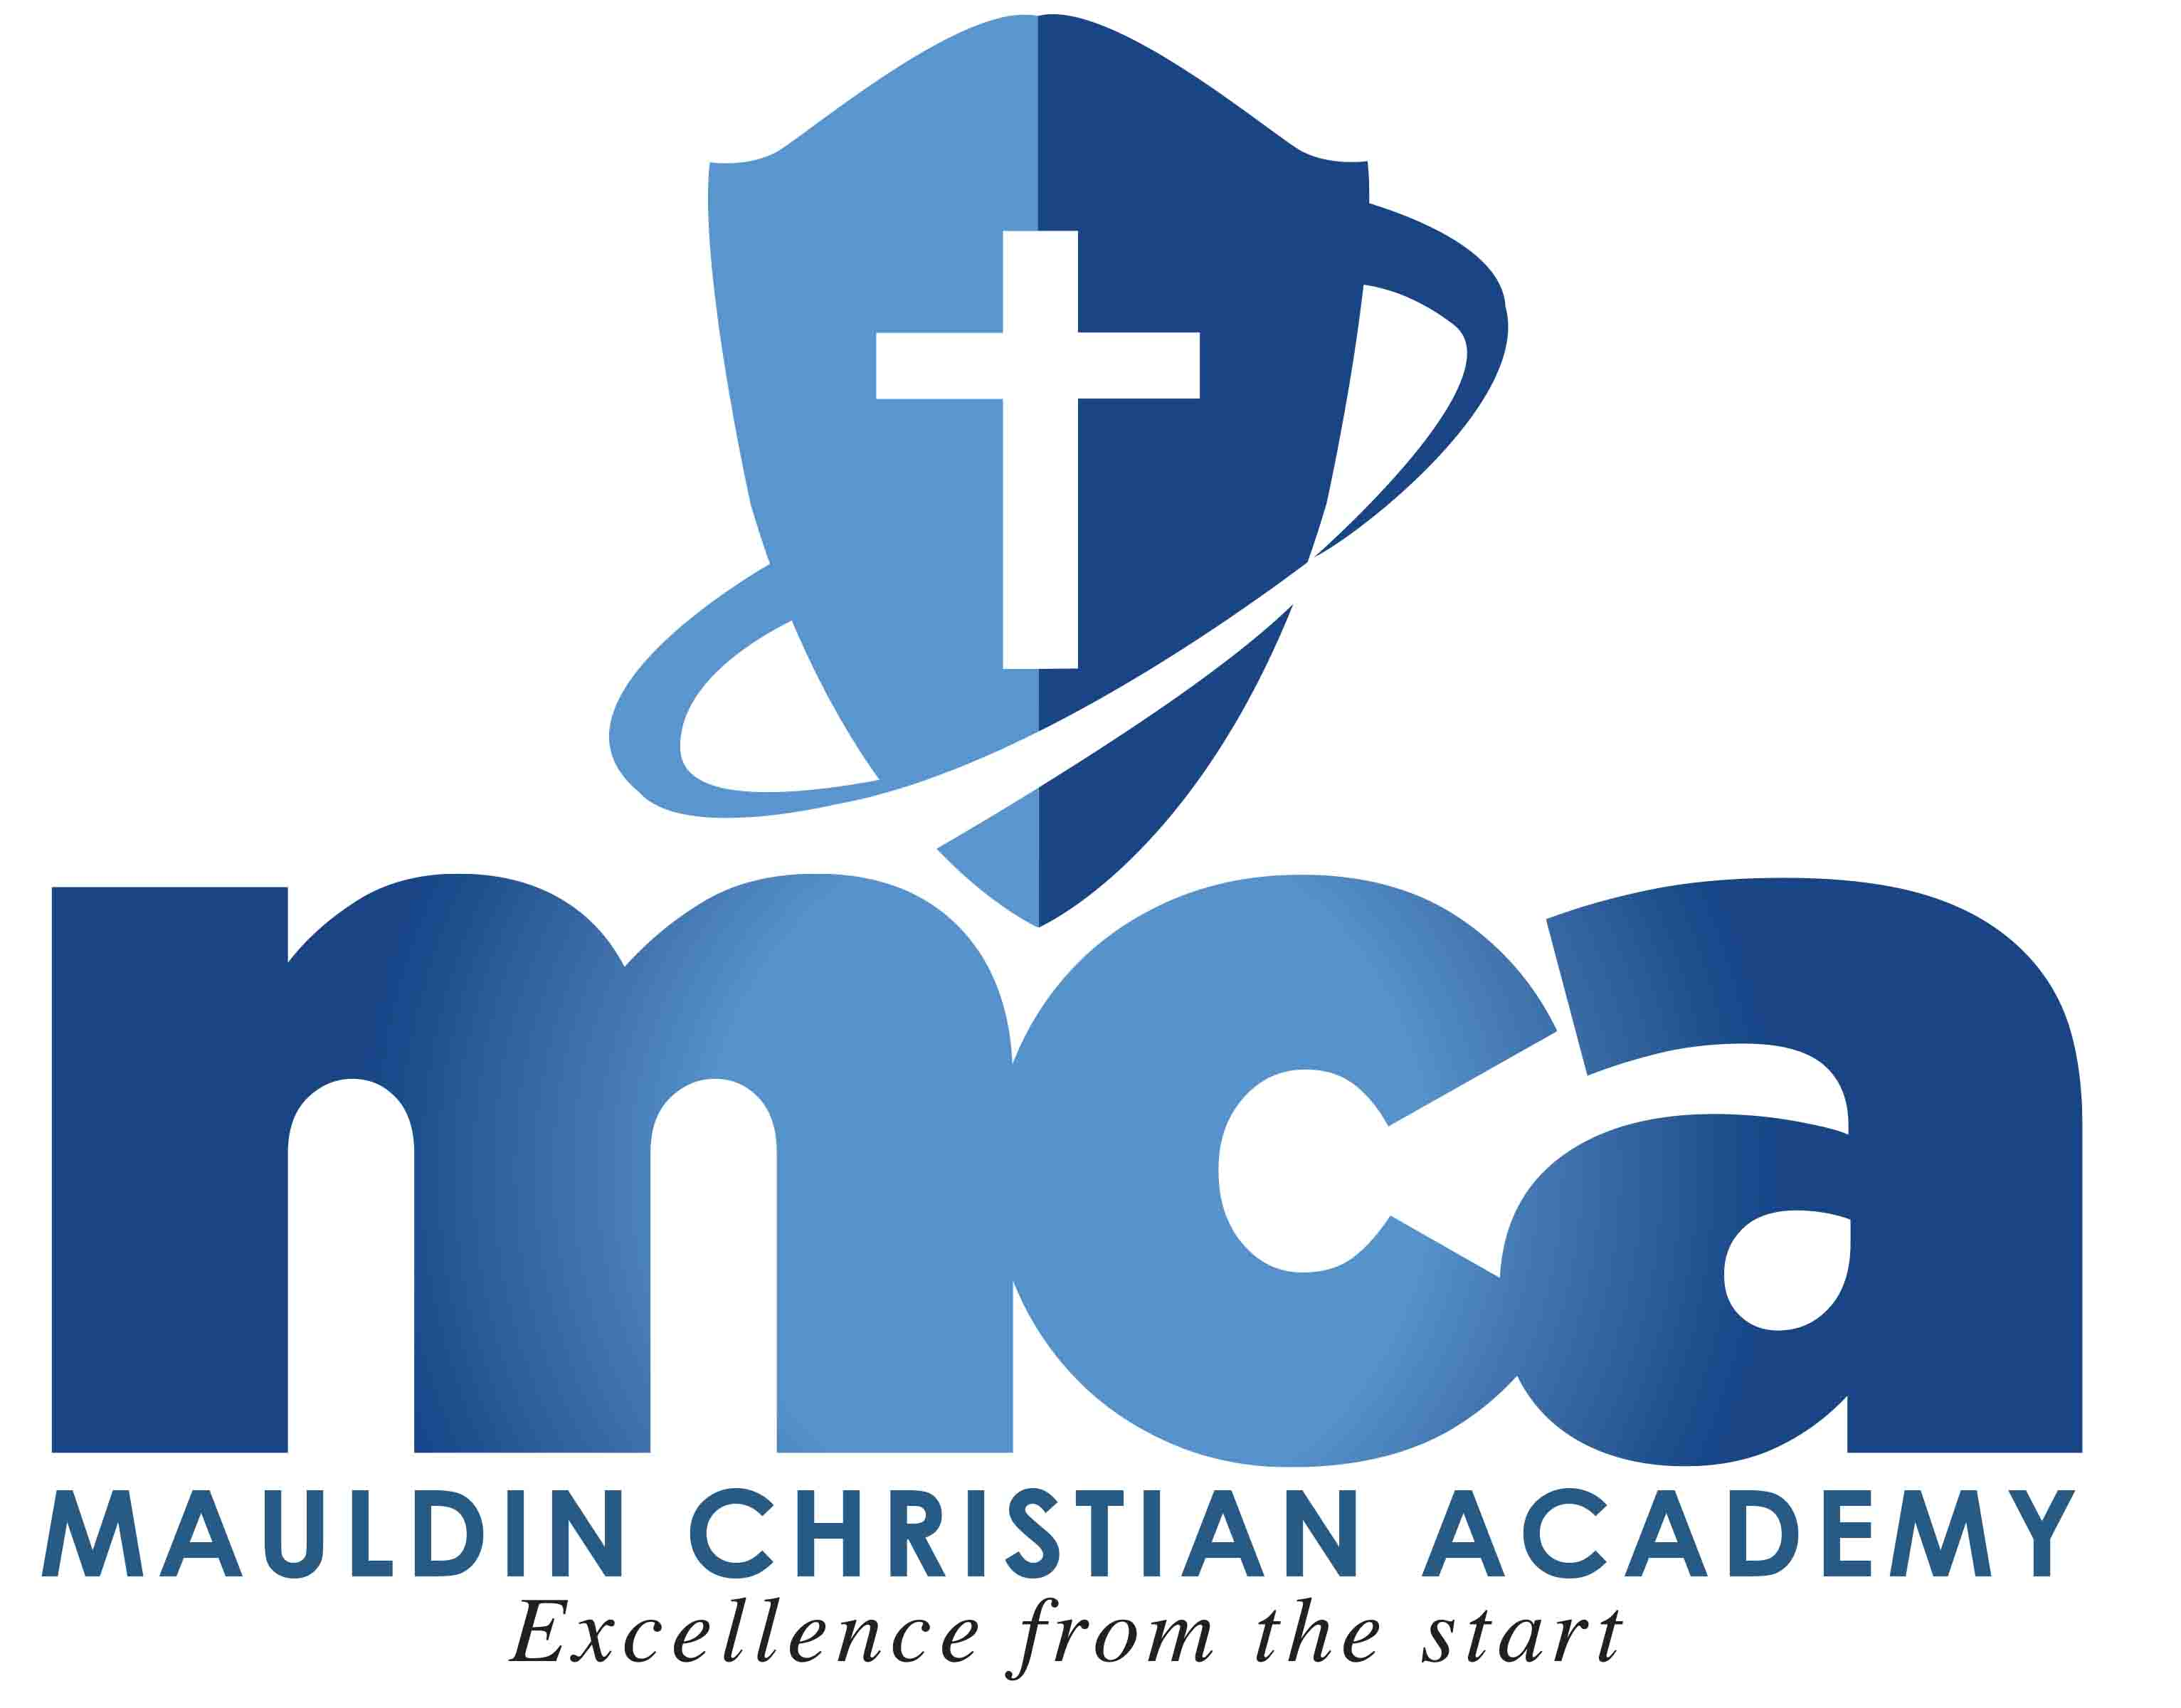 mca
MAULDIN CHRISTIAN ACADEMY
Excellence from the start